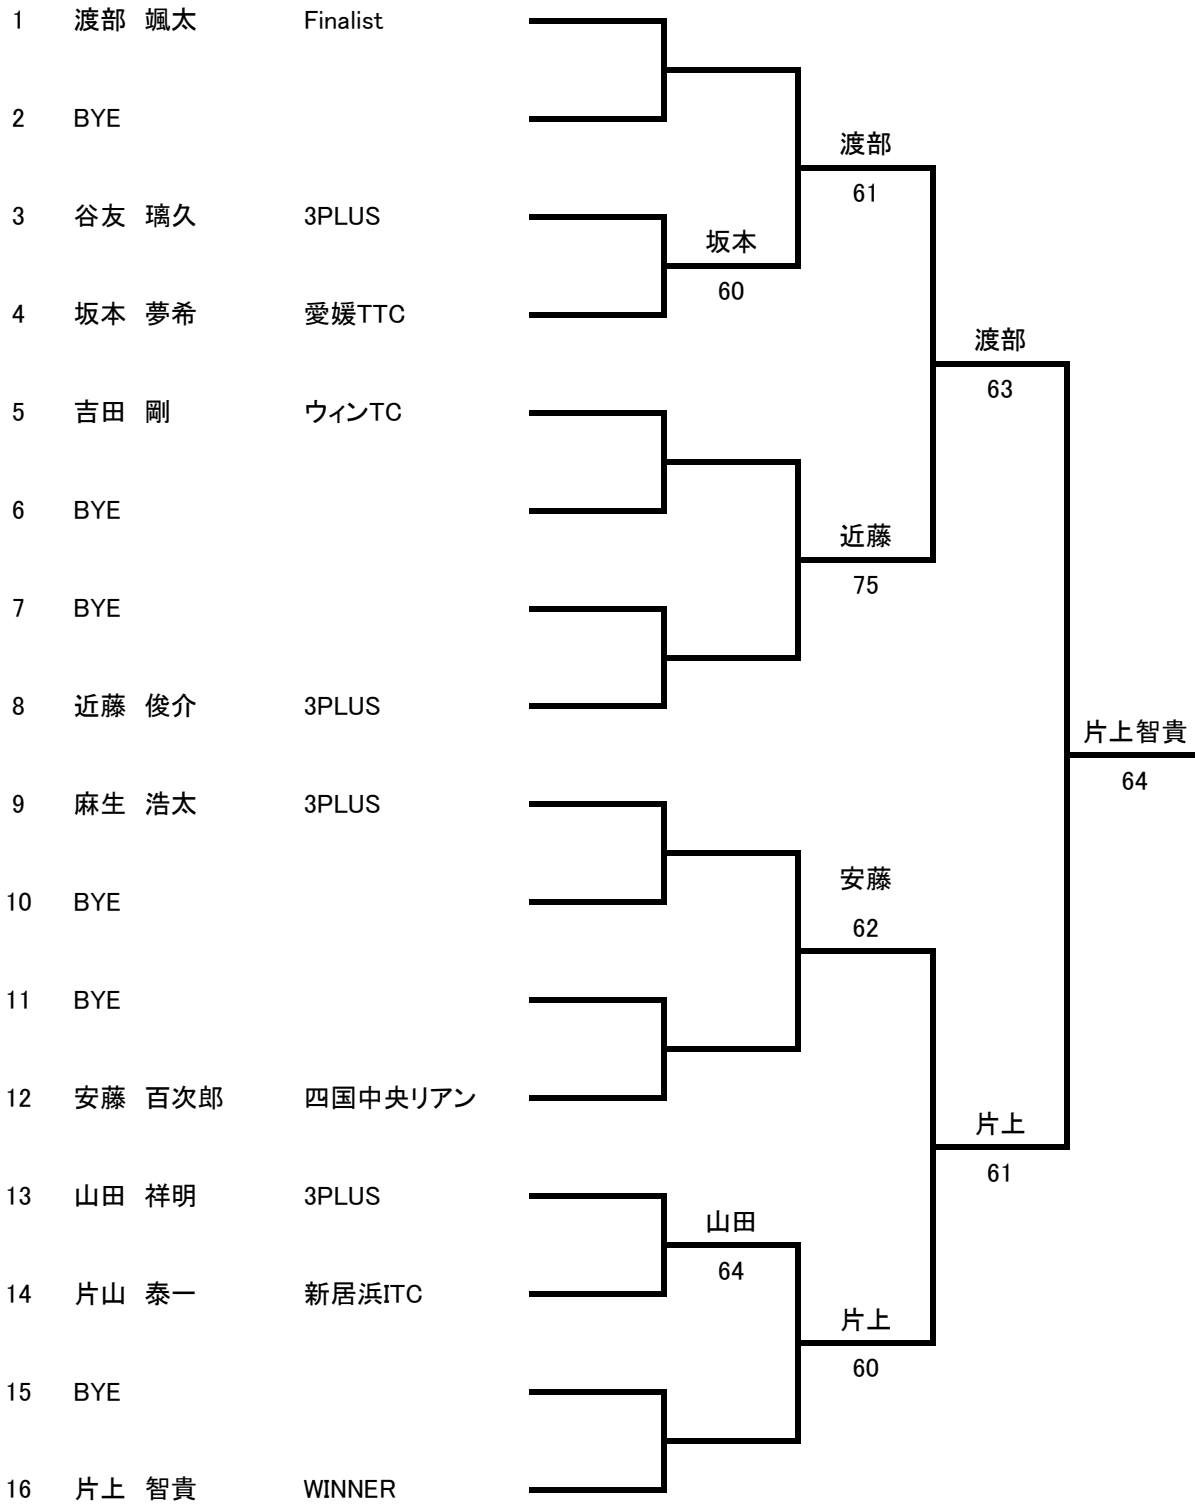 1 渡部 颯太 Finalist
2 BYE
渡部
61
3 谷友 璃久 3PLUS
坂本
60
4 坂本 夢希 愛媛TTC
渡部
63
5 吉田 剛 ウィンTC
6 BYE
近藤
75
7 BYE
8 近藤 俊介 3PLUS
片上智貴
64
9 麻生 浩太 3PLUS
安藤
62
10 BYE
11 BYE
12 安藤 百次郎 四国中央リアン
片上
61
13 山田 祥明 3PLUS
山田
64
14 片山 泰一 新居浜ITC
片上
60
15 BYE
16 片上 智貴 WINNER